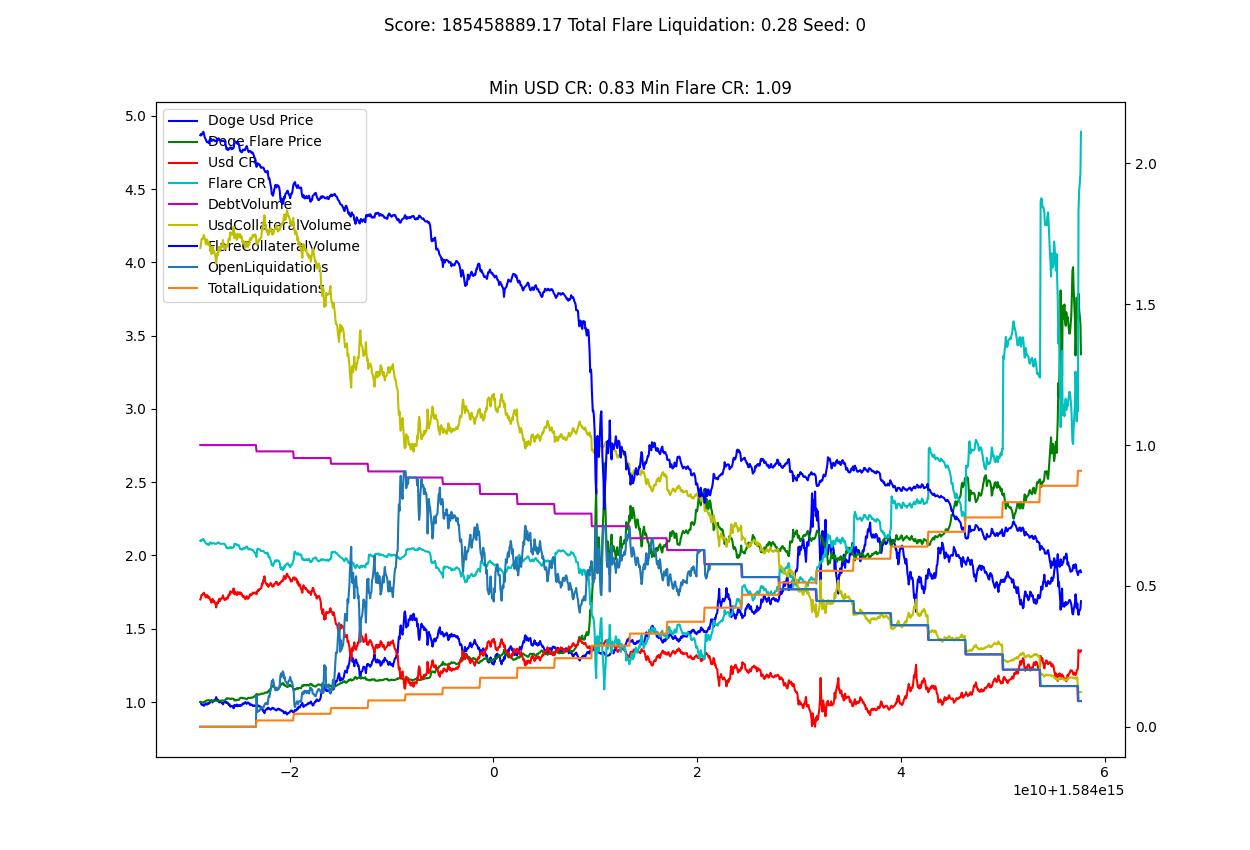 Score: 185458889.17 Total Flare Liquidation: 0.28 Seed: 0
Min USD CR: 0.83 Min Flare CR: 1.09
5.0
4.5
4.0
3.5
3.0
2.5
2.0
1.5
1.0
Doge Usd Price
Doge Flare Price
Usd CR
Flare CR
DebtVolume
UsdCollateralVolume
FlareCollateralVolume
OpenLiquidations
TotalLiquidations
2.0
1.5
1.0
0.5
0.0
−2 0 2 4 6
1e10+1.584e15